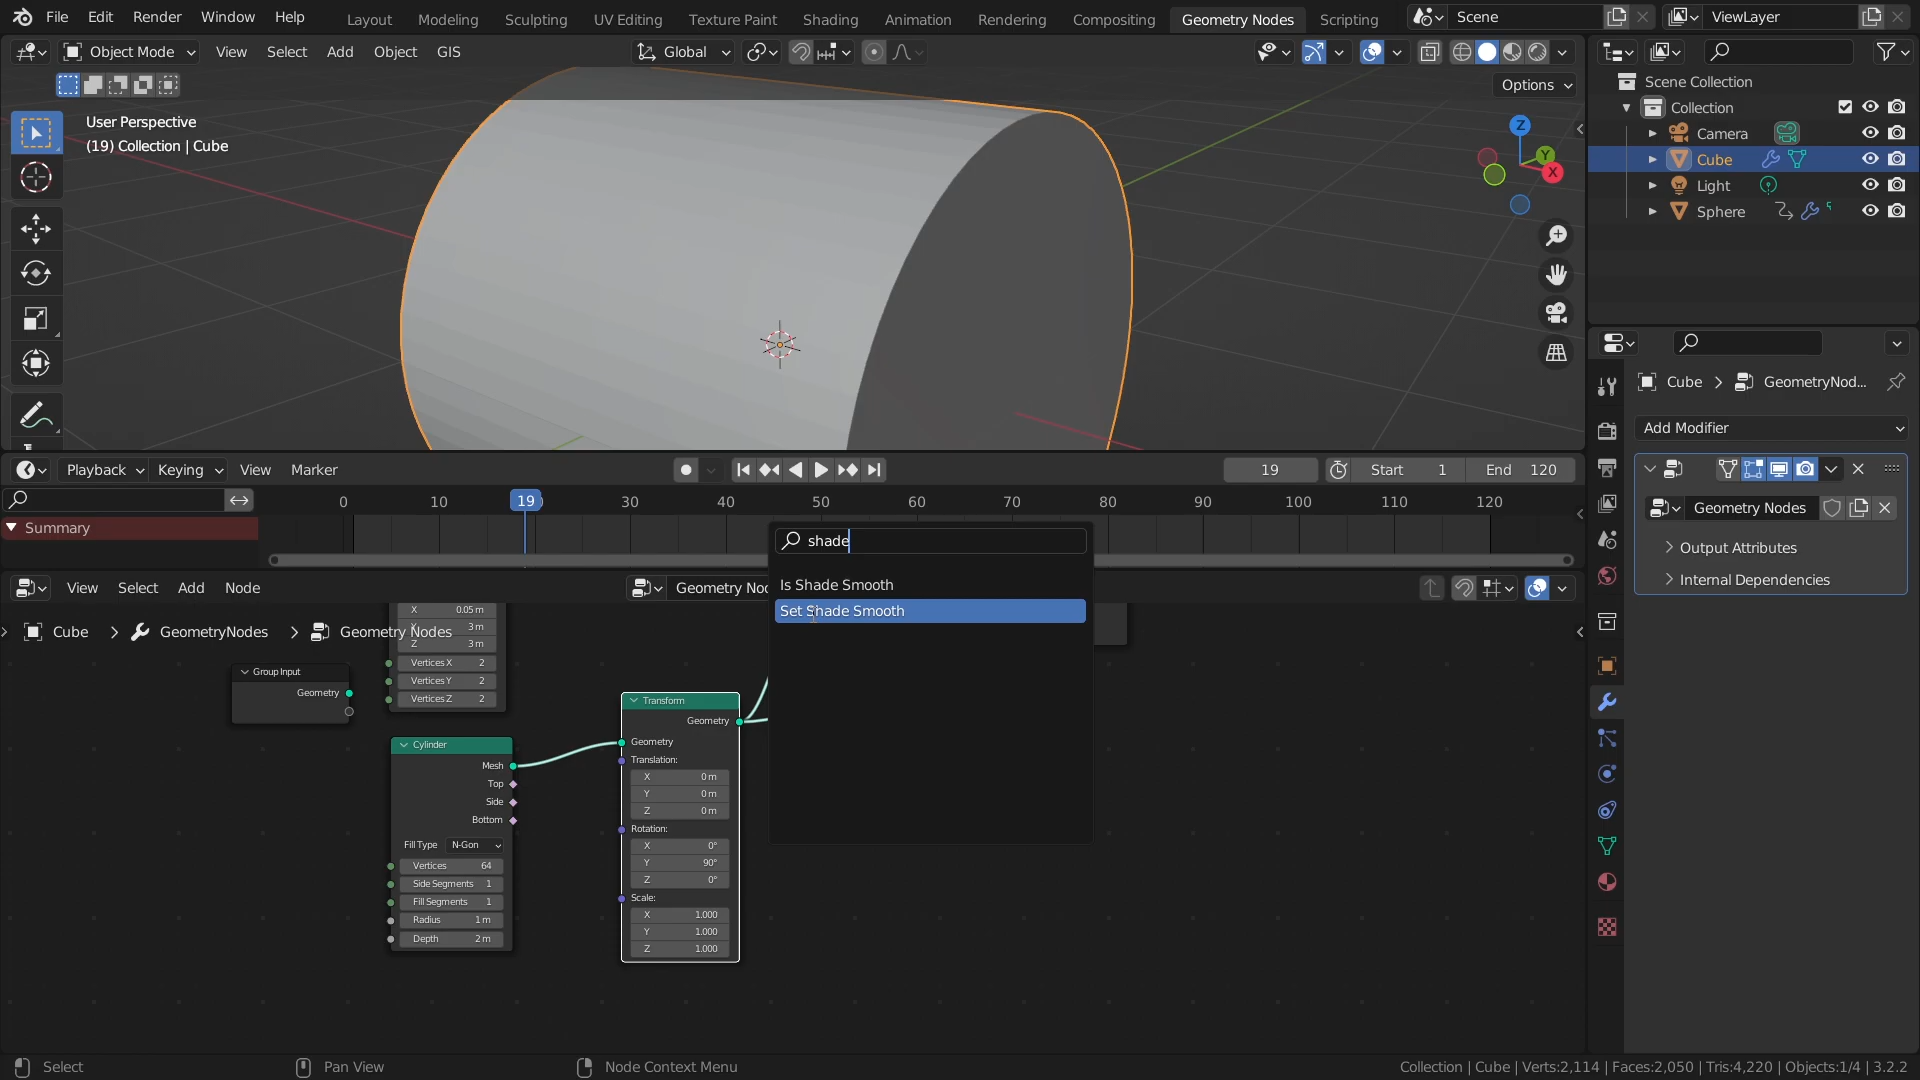 File Edit Render Window Help Layout Modeling Sculpting UV Editing Texture Paint Shading Animation Rendering Compositing Geometry Nodes Scripting Scene ViewLayer
Object Mode View Select Add Object GIS Global
Options
User Perspective
(19) Collection | Cube
Z
Y
X
Scene Collection
Collection
Camera
Cube
Light
Sphere
Cube > GeometryNod...
Add Modifier
Geometry Nodes
Output Attributes
Internal Dependencies
Playback Keying View Marker 19 Start 1 End 120
0 10 19 30 40 50 60 70 80 90 100 110 120
Summary
shade
Is Shade Smooth
Set Shade Smooth
View Select Add Node
Cube > GeometryNodes > Geometry Nodes
X 0.05 m
Y 3 m
Z 3 m
Vertices X 2
Vertices Y 2
Vertices Z 2
Group Input
Geometry
Cylinder
Mesh
Top
Side
Bottom
Fill Type N-Gon
Vertices 64
Side Segments 1
Fill Segments 1
Radius 1 m
Depth 2 m
Transform
Geometry
Geometry
Translation:
X 0 m
Y 0 m
Z 0 m
Rotation:
X 0°
Y 90°
Z 0°
Scale:
X 1.000
Y 1.000
Z 1.000
Select Pan View Node Context Menu Collection | Cube | Verts:2,114 | Faces:2,050 | Tris:4,220 | Objects:1/4 | 3.2.2